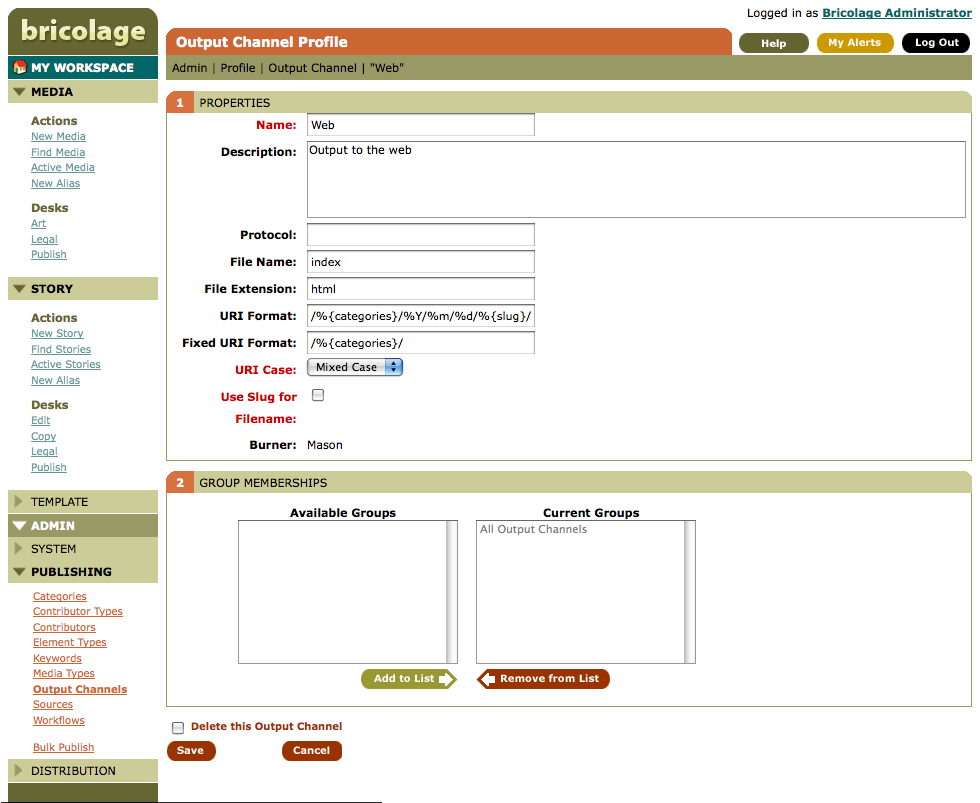 bricolage
Logged in as Bricolage Administrator
Output Channel Profile
Help
My Alerts
Log Out
MY WORKSPACE
Admin | Profile | Output Channel | "Web"
MEDIA
Actions
New Media
Find Media
Active Media
New Alias
Desks
Art
Legal
Publish
STORY
Actions
New Story
Find Stories
Active Stories
New Alias
Desks
Edit
Copy
Legal
Publish
TEMPLATE
ADMIN
SYSTEM
PUBLISHING
Categories
Contributor Types
Contributors
Element Types
Keywords
Media Types
Output Channels
Sources
Workflows
Bulk Publish
DISTRIBUTION
1 PROPERTIES
Name: Web
Description: Output to the web
Protocol:
File Name: index
File Extension: html
URI Format: /%{categories}/%Y/%m/%d/%{slug}/
Fixed URI Format: /%{categories}/
URI Case: Mixed Case
Use Slug for
Filename:
Burner: Mason
2 GROUP MEMBERSHIPS
Available Groups
Current Groups
All Output Channels
Add to List
Remove from List
Delete this Output Channel
Save
Cancel